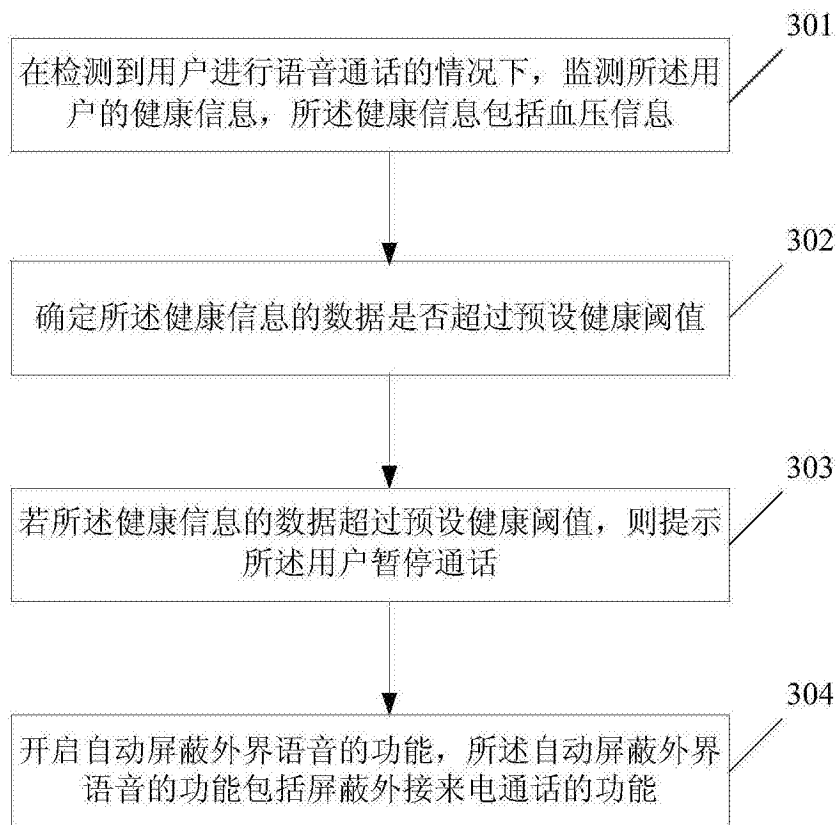 301
在检测到用户进行语音通话的情况下，监测所述用
户的健康信息，所述健康信息包括血压信息
302
确定所述健康信息的数据是否超过预设健康阈值
303
若所述健康信息的数据超过预设健康阈值，则提示
所述用户暂停通话
304
开启自动屏蔽外界语音的功能，所述自动屏蔽外界
语音的功能包括屏蔽外接来电通话的功能